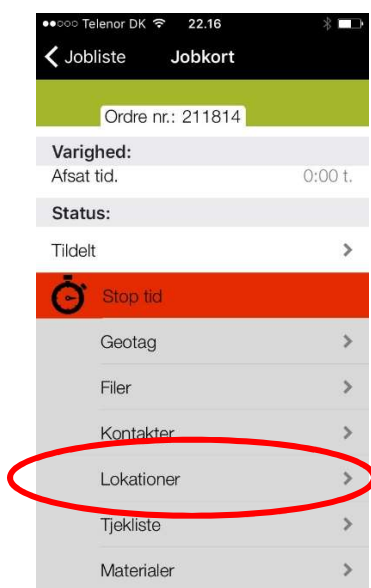 Telenor DK 22.16
Jobliste Jobkort
Ordre nr.: 211814
Varighed:
Afsat tid. 0:00 t.
Status:
Tildelt
Stop tid
Geotag
Filer
Kontakter
Lokationer
Tjekliste
Materialer